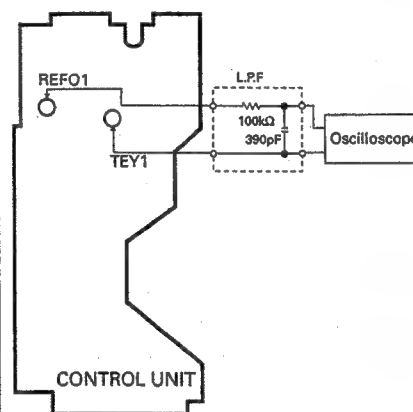 REFO1
L.P.F
100kΩ
390pF
Oscilloscope
TEY1
CONTROL UNIT